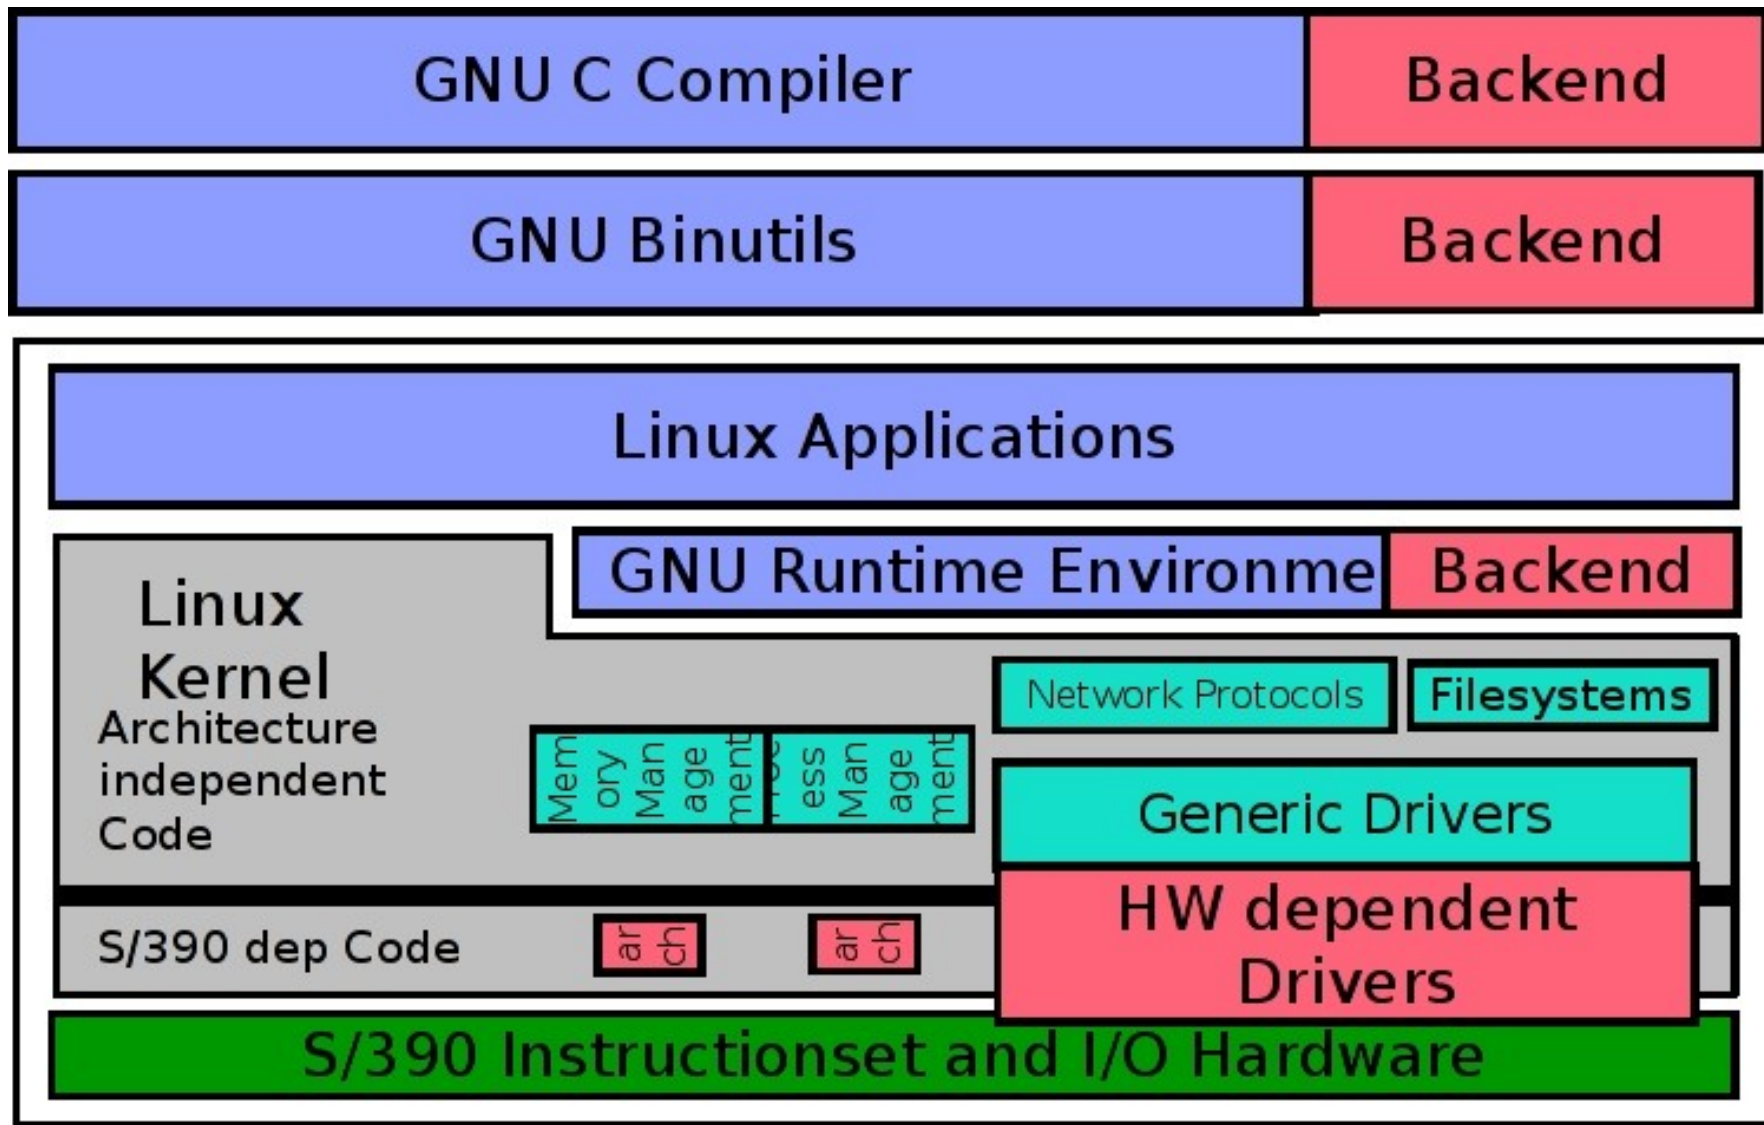 GNU C Compiler
Backend
GNU Binutils
Backend
Linux Applications
GNU Runtime Environme
Backend
Linux
Kernel
Architecture
independent
Code
Network Protocols
Filesystems
Mem
ory
Man
age
ment
ess
Man
age
ment
Generic Drivers
HW dependent
Drivers
S/390 dep Code
ar
ch
ar
ch
S/390 Instructionset and I/O Hardware